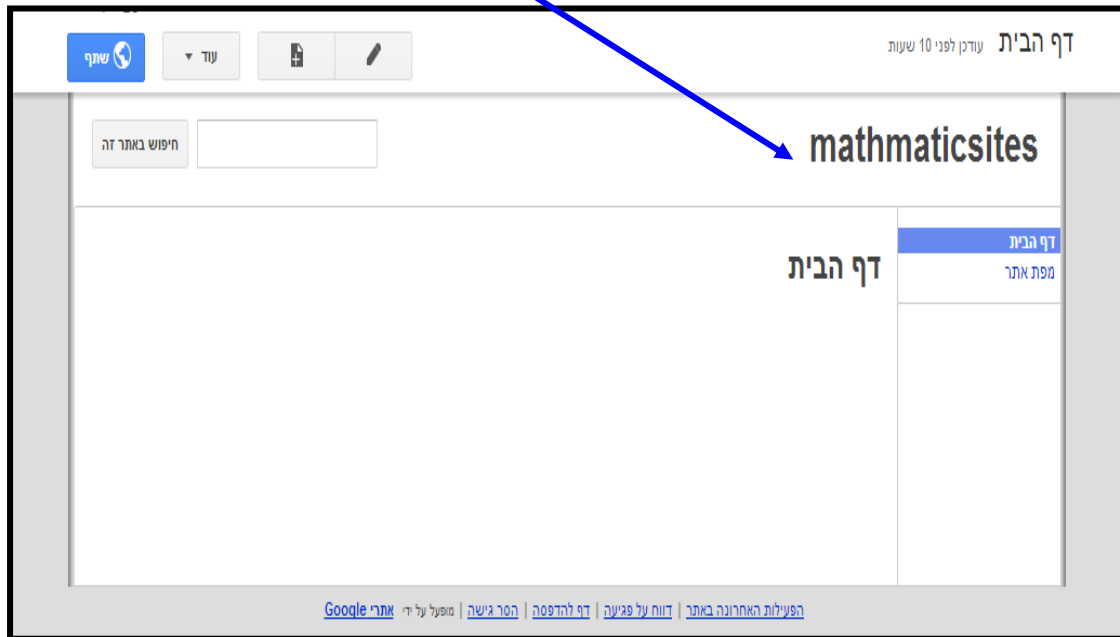 דף הבית עודכן לפני 10 שעות
עוד ▼
שתף
mathmaticsites
חיפוש באתר זה
דף הבית
מפת אתר
דף הבית
הפעילות האחרונה באתר | דווח על פגיעה | דף להדפסה | הסר גישה | מופעל על ידי אתרי Google